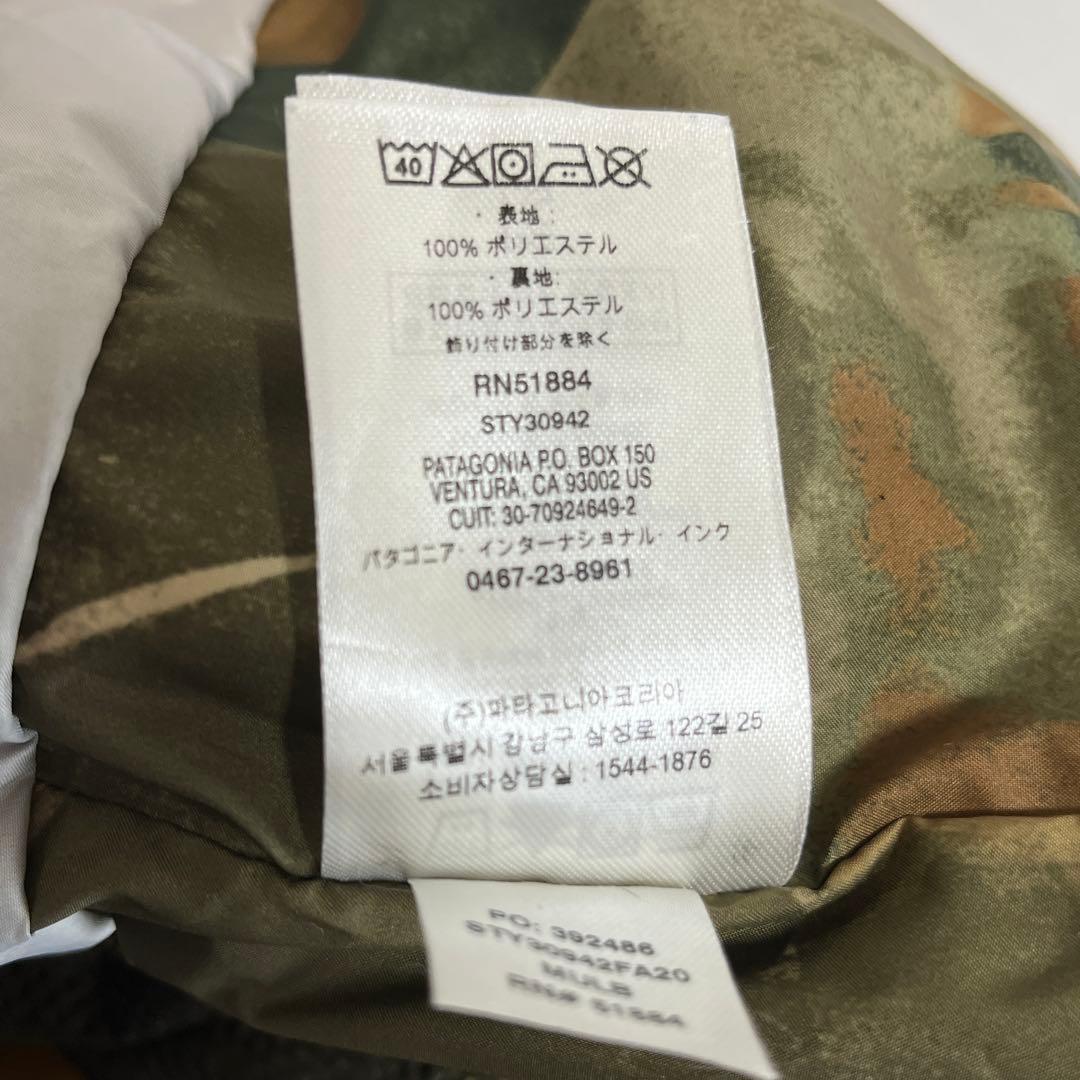 40
・表地:
100% ポリエステル
・裏地:
100% ポリエステル
飾り付け部分を除く
RN51884
STY30942
PATAGONIA P.O. BOX 150
VENTURA, CA 93002 US
CUIT: 30-70924649-2
パタゴニア・インターナショナル・インク
0467-23-8961
(주)파타고니아코리아
서울특별시 강남구 삼성로 122길 25
소비자상담실 : 1544-1876
PO: 392486
STY30942FA20
MULB
RN# 51884